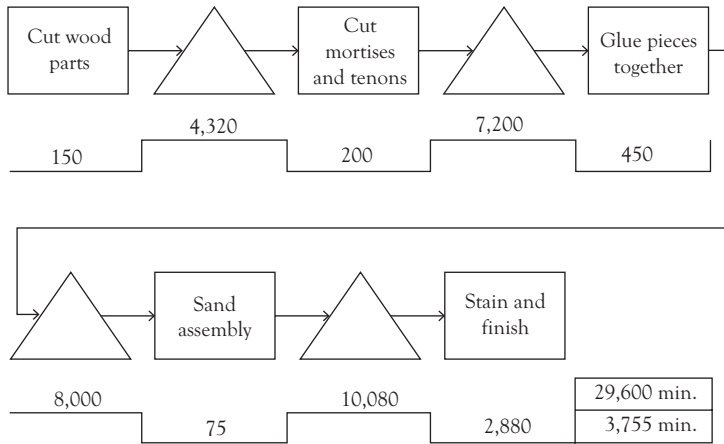 Cut wood
parts
Cut
mortises
and tenons
Glue pieces
together
4,320
7,200
150
200
450
Sand
assembly
Stain and
finish
8,000
10,080
29,600 min.
75
2,880
3,755 min.